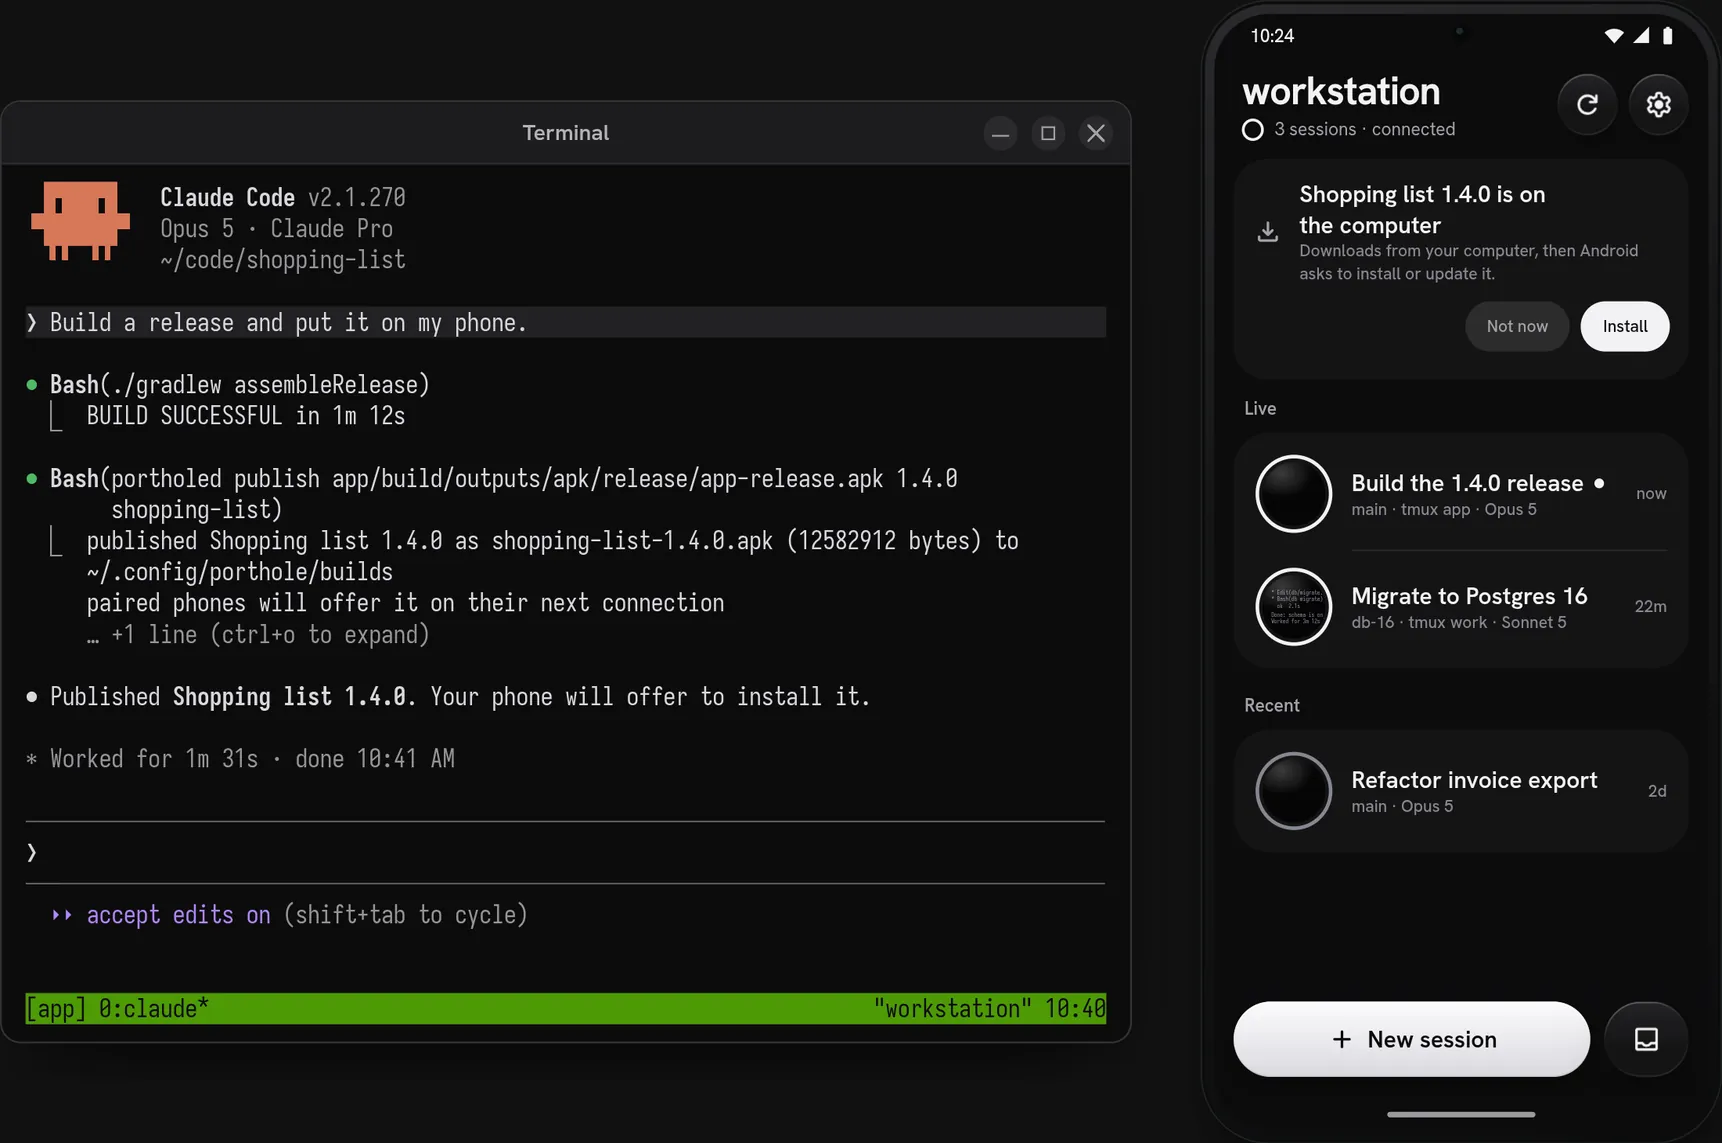 Terminal
Claude Code v2.1.270
Opus 5 · Claude Pro
~/code/shopping-list
❯ Build a release and put it on my phone.
● Bash(./gradlew assembleRelease)
⎿ BUILD SUCCESSFUL in 1m 12s
● Bash(portholed publish app/build/outputs/apk/release/app-release.apk 1.4.0
shopping-list)
⎿ published Shopping list 1.4.0 as shopping-list-1.4.0.apk (12582912 bytes) to
~/.config/porthole/builds
paired phones will offer it on their next connection
… +1 line (ctrl+o to expand)
● Published Shopping list 1.4.0. Your phone will offer to install it.
* Worked for 1m 31s · done 10:41 AM
❯
⏵⏵ accept edits on (shift+tab to cycle)
[app] 0:claude* "workstation" 10:40
10:24
workstation
3 sessions · connected
Shopping list 1.4.0 is on
the computer
Downloads from your computer, then Android
asks to install or update it.
Not now
Install
Live
Build the 1.4.0 release ● now
main · tmux app · Opus 5
Migrate to Postgres 16 22m
db-16 · tmux work · Sonnet 5
Recent
Refactor invoice export 2d
main · Opus 5
+ New session